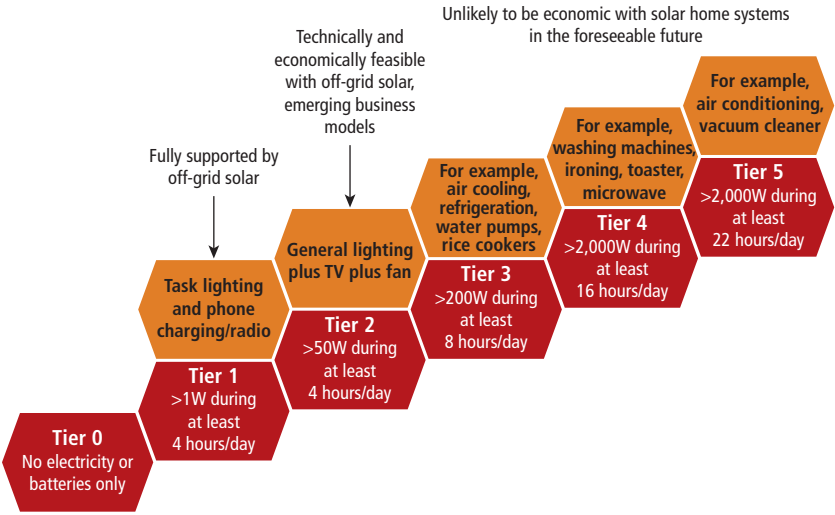 Unlikely to be economic with solar home systems
in the foreseeable future
Technically and
economically feasible
with off-grid solar,
emerging business
models
Fully supported by
off-grid solar
For example,
air conditioning,
vacuum cleaner
Tier 5
>2,000W during
at least
22 hours/day
For example,
washing machines,
ironing, toaster,
microwave
Tier 4
>2,000W during
at least
16 hours/day
For example,
air cooling,
refrigeration,
water pumps,
rice cookers
Tier 3
>200W during
at least
8 hours/day
General lighting
plus TV plus fan
Tier 2
>50W during
at least
4 hours/day
Task lighting
and phone
charging/radio
Tier 1
>1W during
at least
4 hours/day
Tier 0
No electricity or
batteries only